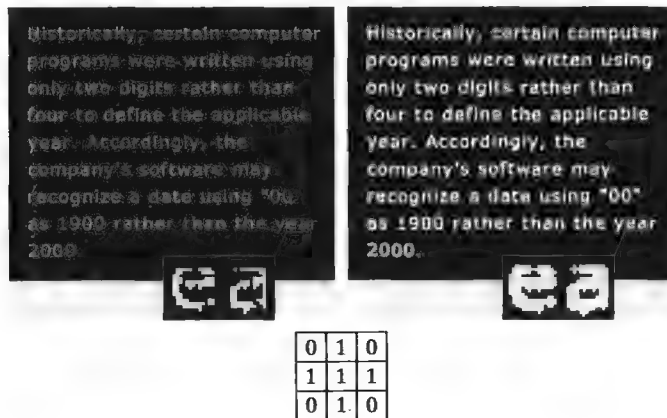 Historically, certain computer
programs were written using
only two digits rather than
four to define the applicable
year. Accordingly, the
company's software may
recognize a date using "00"
as 1900 rather than the year
2000.
ea
Historically, certain computer
programs were written using
only two digits rather than
four to define the applicable
year. Accordingly, the
company's software may
recognize a date using "00"
as 1900 rather than the year
2000.
ea
0 1 0
1 1 1
0 1 0